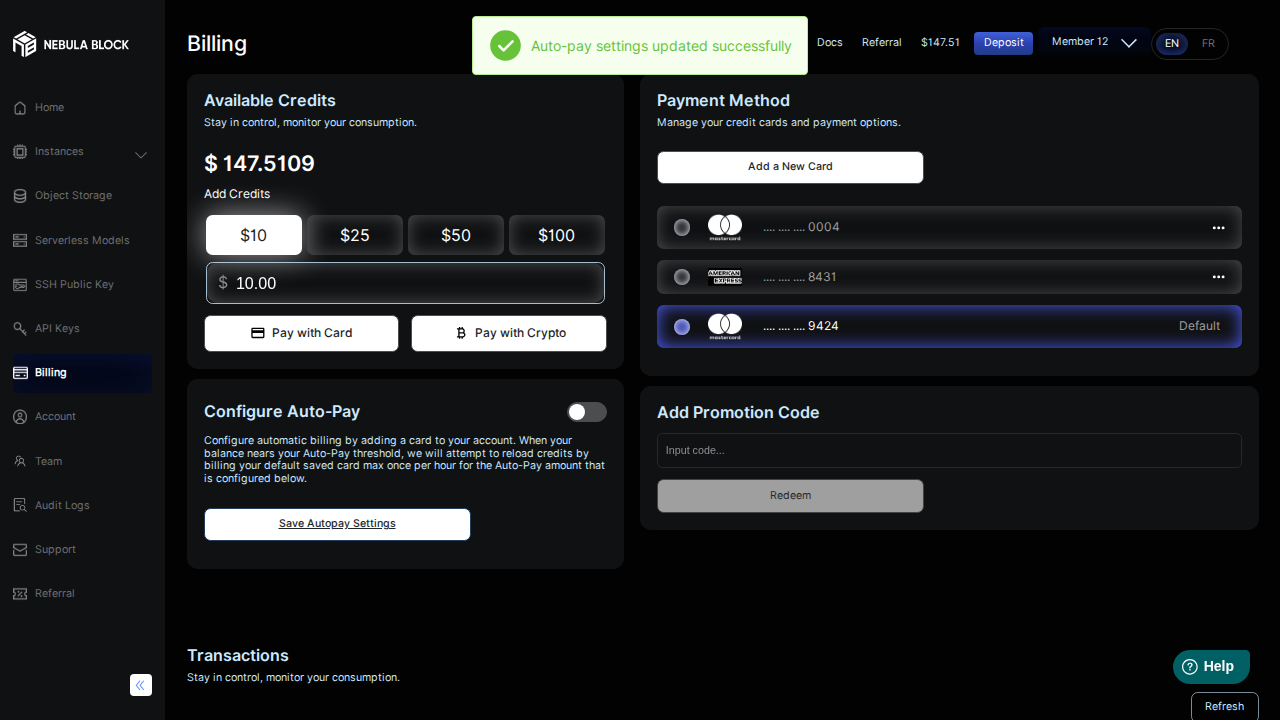 NEBULA BLOCK
Home
Instances
Object Storage
Serverless Models
SSH Public Key
API Keys
Billing
Account
Team
Audit Logs
Support
Referral
Billing
Auto-pay settings updated successfully
Docs
Referral
$147.51
Deposit
Member 12
EN
FR
Available Credits
Stay in control, monitor your consumption.
$ 147.5109
Add Credits
$10
$25
$50
$100
$ 10.00
Pay with Card
Pay with Crypto
Configure Auto-Pay
Configure automatic billing by adding a card to your account. When your
balance nears your Auto-Pay threshold, we will attempt to reload credits by
billing your default saved card max once per hour for the Auto-Pay amount that
is configured below.
Save Autopay Settings
Payment Method
Manage your credit cards and payment options.
Add a New Card
mastercard
.... .... .... 0004
AMERICAN EXPRESS
.... .... .... 8431
mastercard
.... .... .... 9424
Default
Add Promotion Code
Input code...
Redeem
Transactions
Stay in control, monitor your consumption.
Help
Refresh